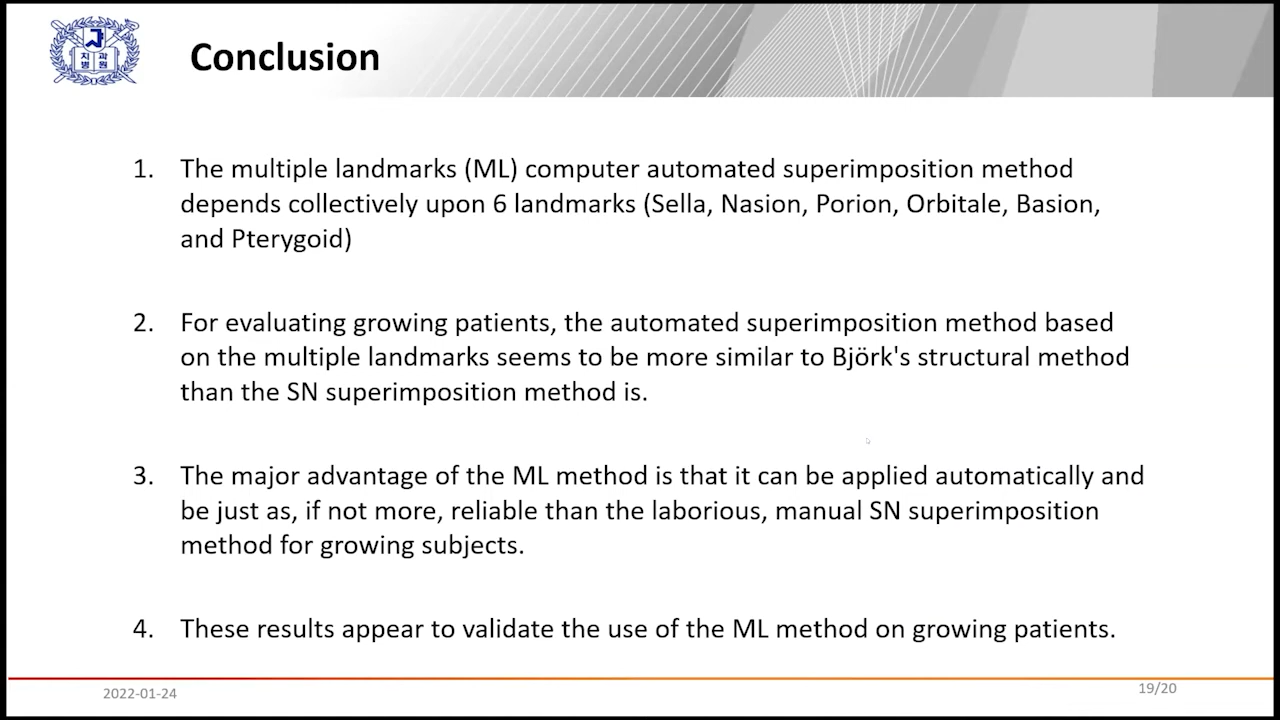 Conclusion
1. The multiple landmarks (ML) computer automated superimposition method
depends collectively upon 6 landmarks (Sella, Nasion, Porion, Orbitale, Basion,
and Pterygoid)
2. For evaluating growing patients, the automated superimposition method based
on the multiple landmarks seems to be more similar to Björk's structural method
than the SN superimposition method is.
3. The major advantage of the ML method is that it can be applied automatically and
be just as, if not more, reliable than the laborious, manual SN superimposition
method for growing subjects.
4. These results appear to validate the use of the ML method on growing patients.
2022-01-24
19/20